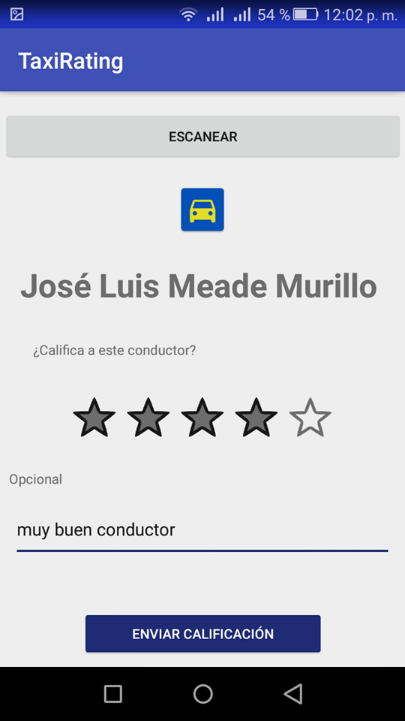 54 % 12:02 p. m.
TaxiRating
ESCANEAR
José Luis Meade Murillo
¿Califica a este conductor?
Opcional
muy buen conductor
ENVIAR CALIFICACIÓN